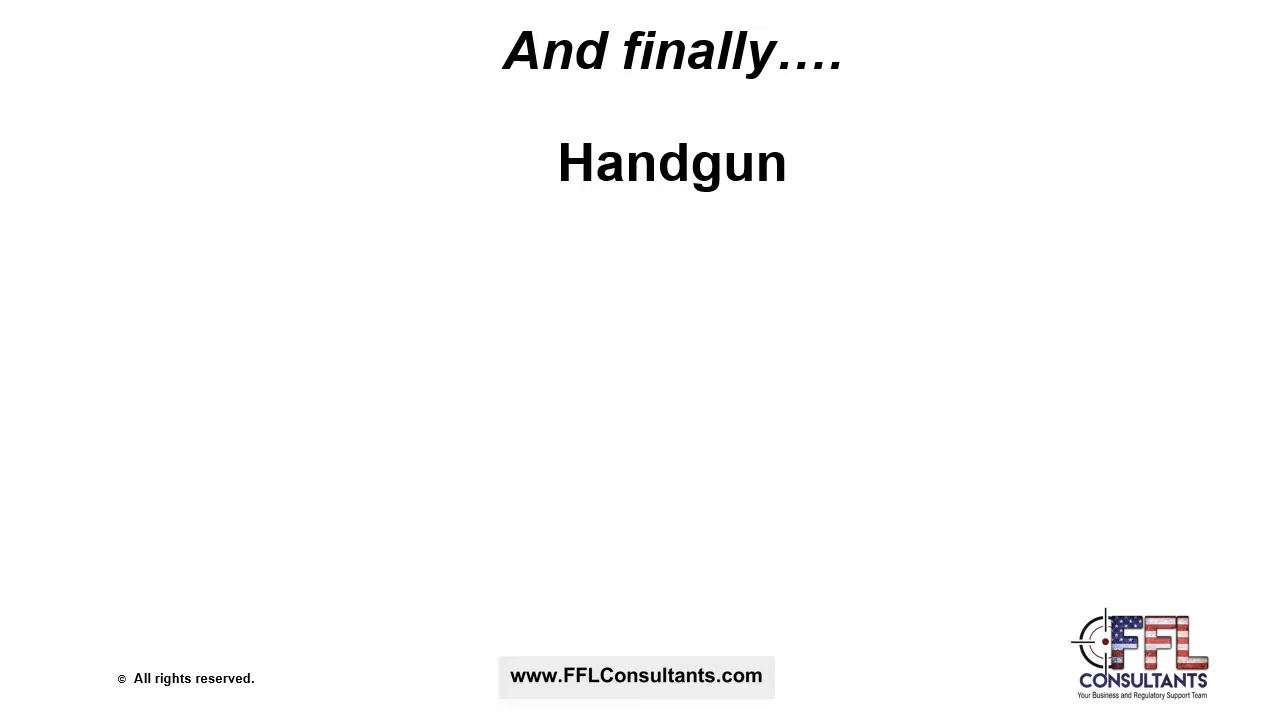 And finally....
Handgun
© All rights reserved.
www.FFLConsultants.com
FFL
CONSULTANTS
Your Business and Regulatory Support Team